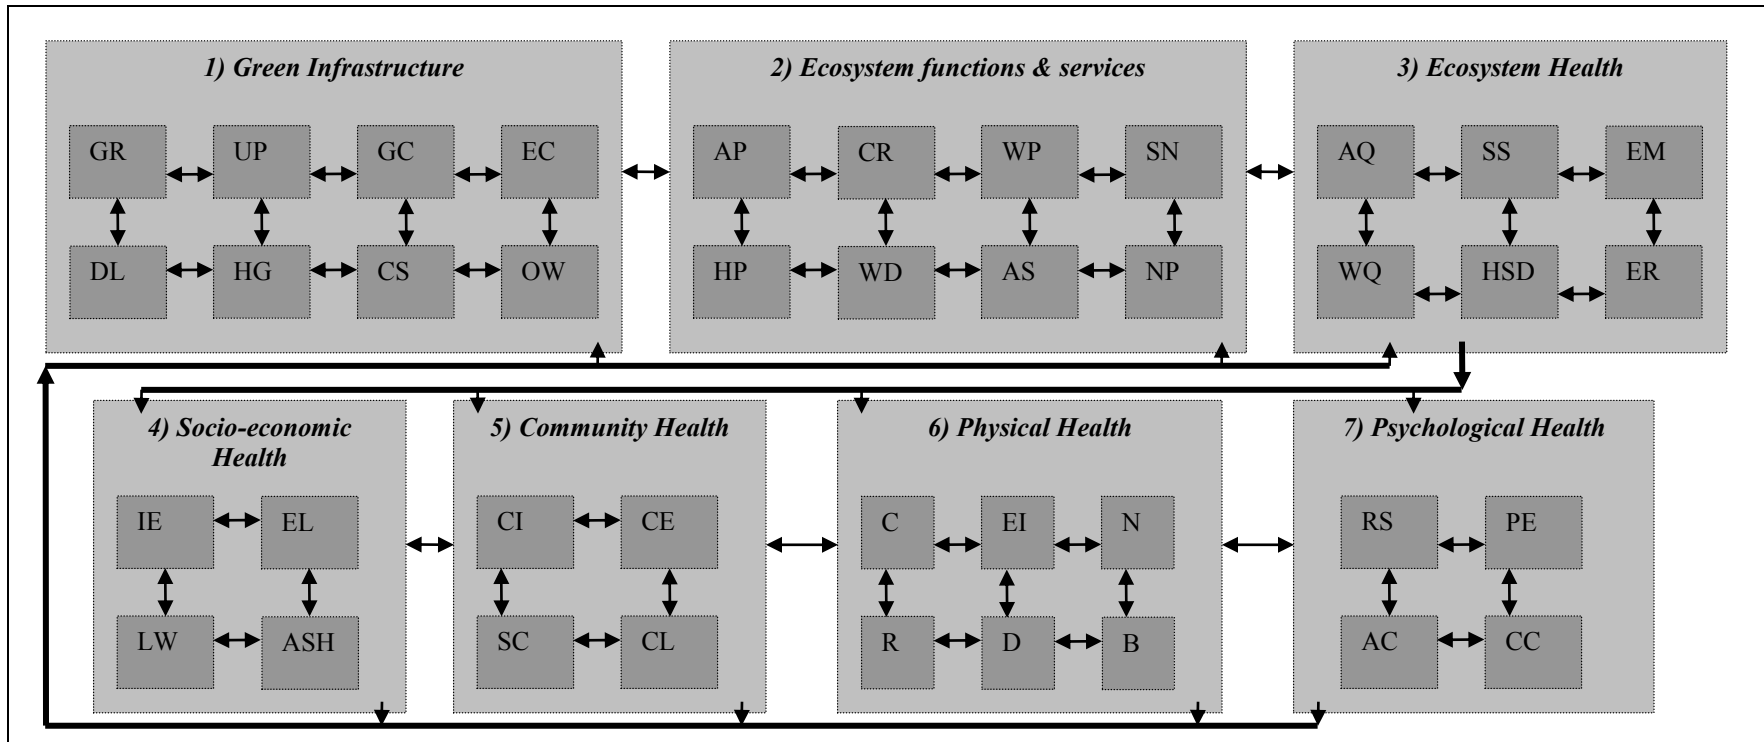 1) Green Infrastructure
GR UP GC EC
DL HG CS OW
2) Ecosystem functions & services
AP CR WP SN
HP WD AS NP
3) Ecosystem Health
AQ SS EM
WQ HSD ER
4) Socio-economic
Health
IE EL
LW ASH
5) Community Health
CI CE
SC CL
6) Physical Health
C EI N
R D B
7) Psychological Health
RS PE
AC CC